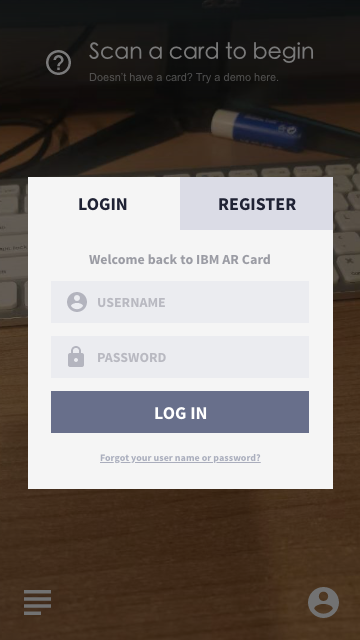 Scan a card to begin
Doesn't have a card? Try a demo here.
LOGIN
REGISTER
Welcome back to IBM AR Card
USERNAME
PASSWORD
LOG IN
Forgot your user name or password?